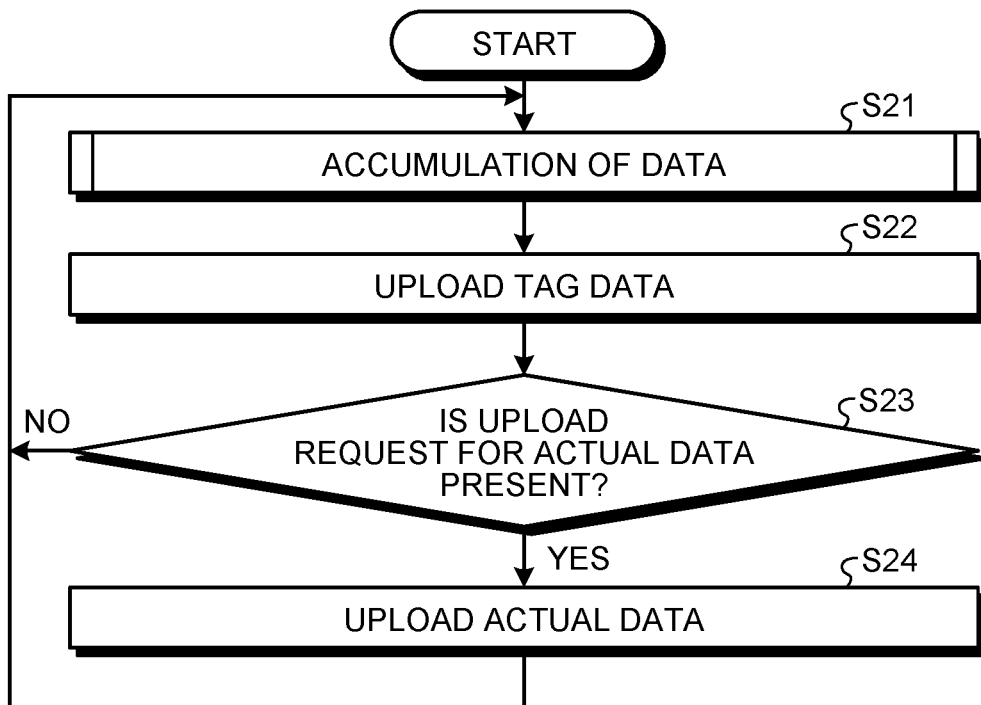 START
S21
ACCUMULATION OF DATA
S22
UPLOAD TAG DATA
S23
NO
IS UPLOAD
REQUEST FOR ACTUAL DATA
PRESENT?
YES
S24
UPLOAD ACTUAL DATA